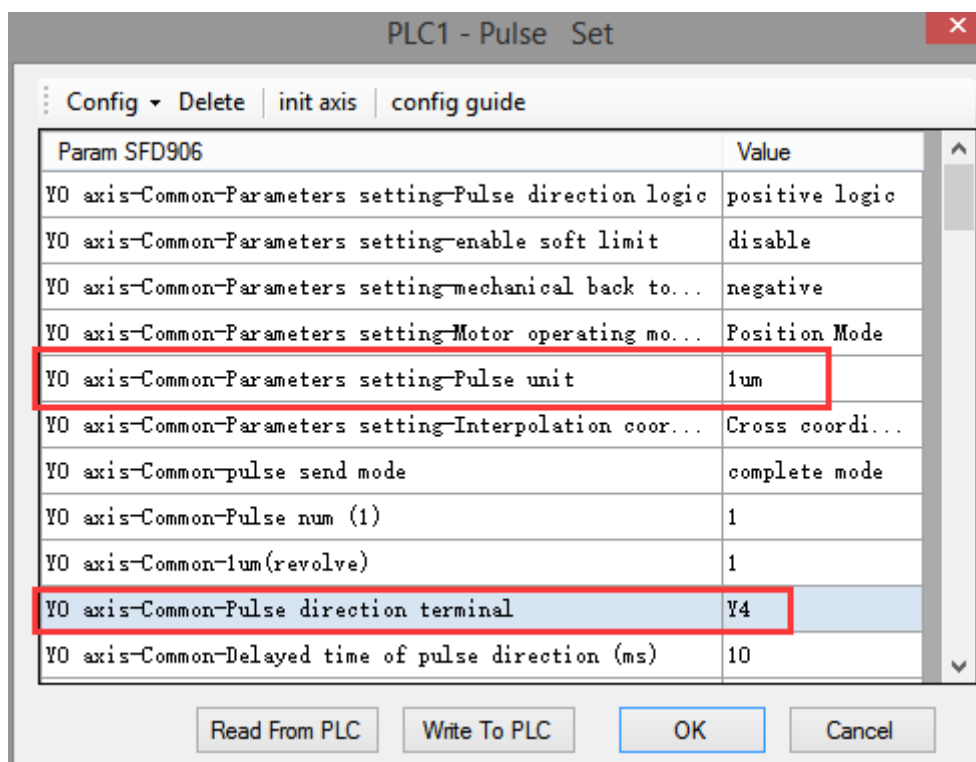 PLC1 - Pulse Set
Config Delete init axis config guide
Param SFD906 Value
Y0 axis-Common-Parameters setting-Pulse direction logic positive logic
Y0 axis-Common-Parameters setting-enable soft limit disable
Y0 axis-Common-Parameters setting-mechanical back to... negative
Y0 axis-Common-Parameters setting-Motor operating mo... Position Mode
Y0 axis-Common-Parameters setting-Pulse unit 1um
Y0 axis-Common-Parameters setting-Interpolation coor... Cross coordi...
Y0 axis-Common-pulse send mode complete mode
Y0 axis-Common-Pulse num (1) 1
Y0 axis-Common-1um(revolve) 1
Y0 axis-Common-Pulse direction terminal Y4
Y0 axis-Common-Delayed time of pulse direction (ms) 10
Read From PLC Write To PLC OK Cancel